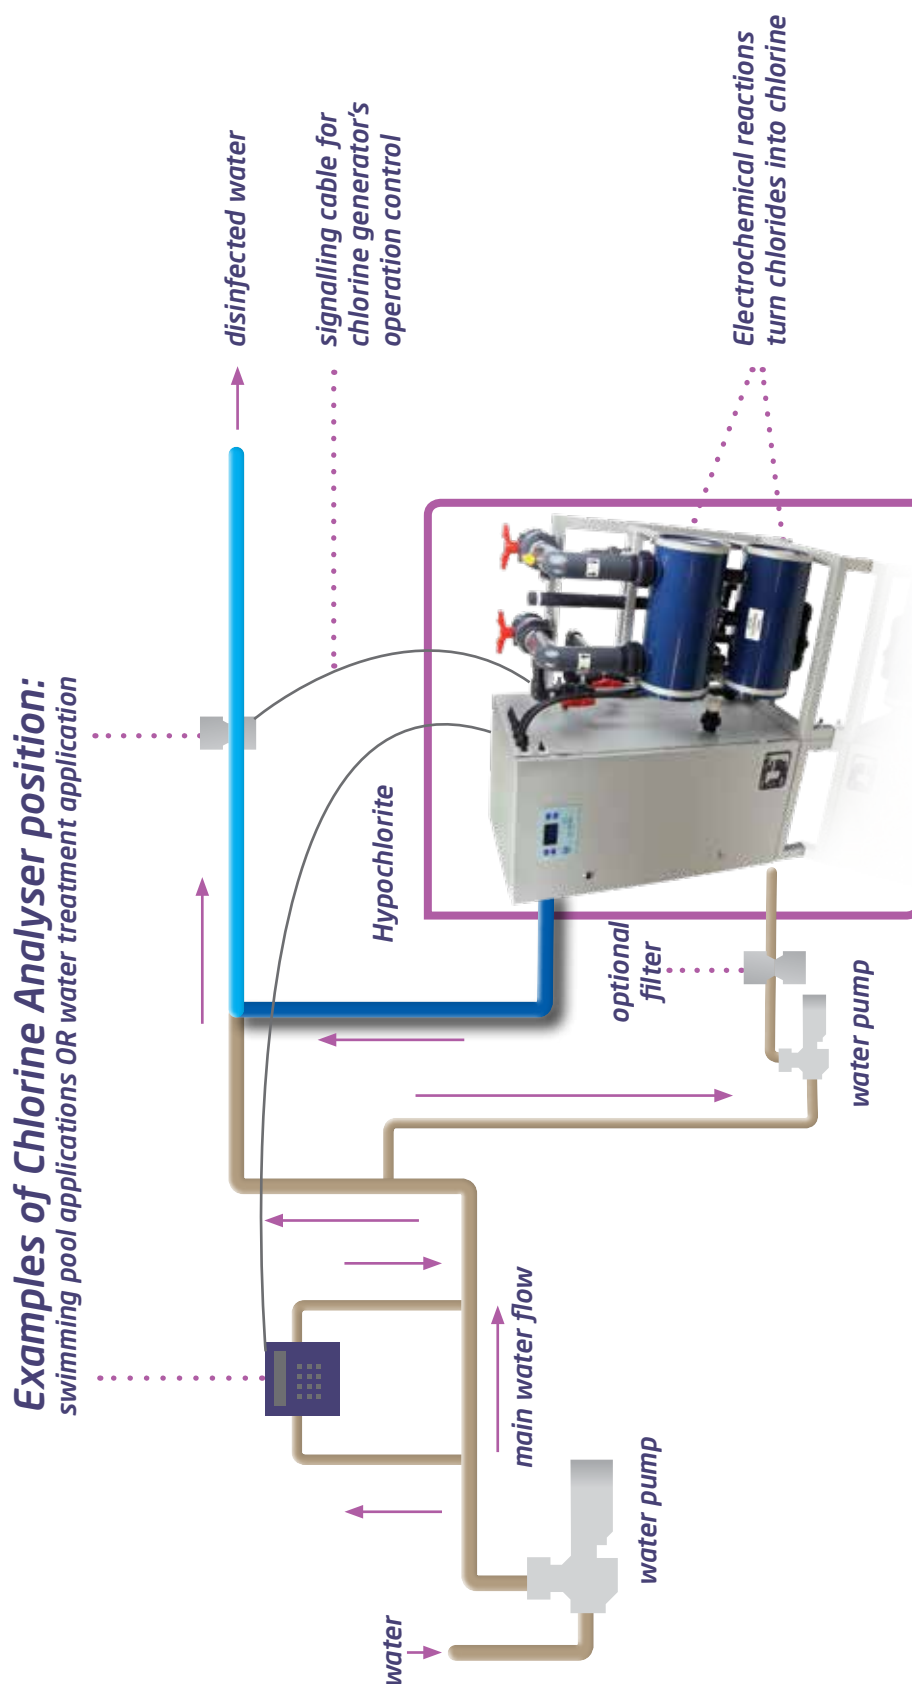 Examples of Chlorine Analyser position:
swimming pool applications OR water treatment application
disinfected water
signalling cable for
chlorine generator's
operation control
Hypochlorite
Electrochemical reactions
turn chlorides into chlorine
optional
filter
water pump
main water flow
water pump
water